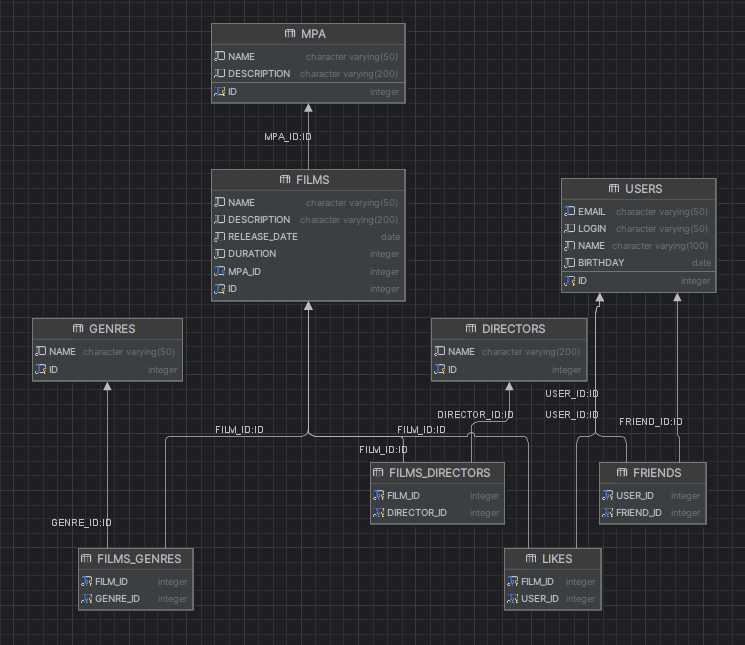 MPA
NAME character varying(50)
DESCRIPTION character varying(200)
ID integer
MPA_ID:ID
FILMS
NAME character varying(50)
DESCRIPTION character varying(200)
RELEASE_DATE date
DURATION integer
MPA_ID integer
ID integer
USERS
EMAIL character varying(50)
LOGIN character varying(50)
NAME character varying(100)
BIRTHDAY date
ID integer
GENRES
NAME character varying(50)
ID integer
DIRECTORS
NAME character varying(200)
ID integer
USER_ID:ID
DIRECTOR_ID:ID
USER_ID:ID
FRIEND_ID:ID
FILM_ID:ID
FILM_ID:ID
FILM_ID:ID
FILMS_DIRECTORS
FILM_ID integer
DIRECTOR_ID integer
FRIENDS
USER_ID integer
FRIEND_ID integer
GENRE_ID:ID
FILMS_GENRES
FILM_ID integer
GENRE_ID integer
LIKES
FILM_ID integer
USER_ID integer